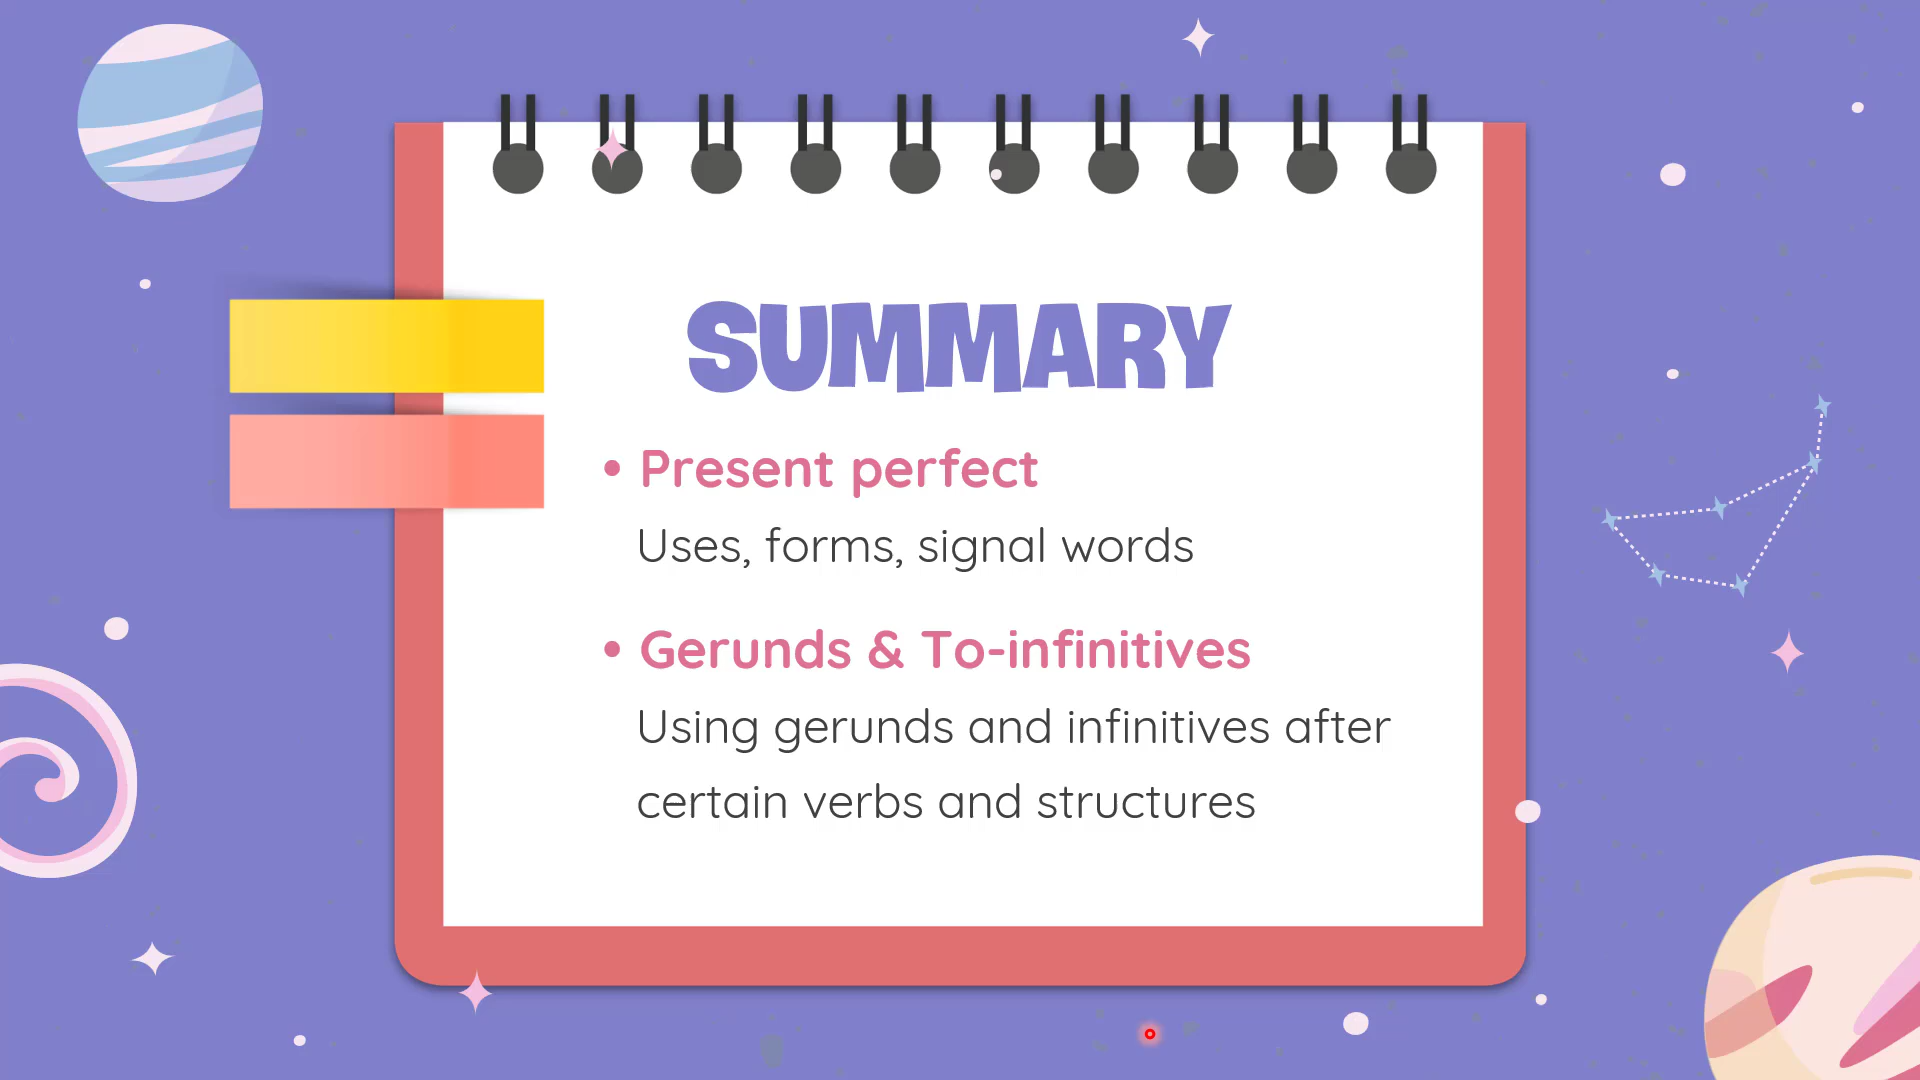 SUMMARY
• Present perfect
Uses, forms, signal words
• Gerunds & To-infinitives
Using gerunds and infinitives after
certain verbs and structures